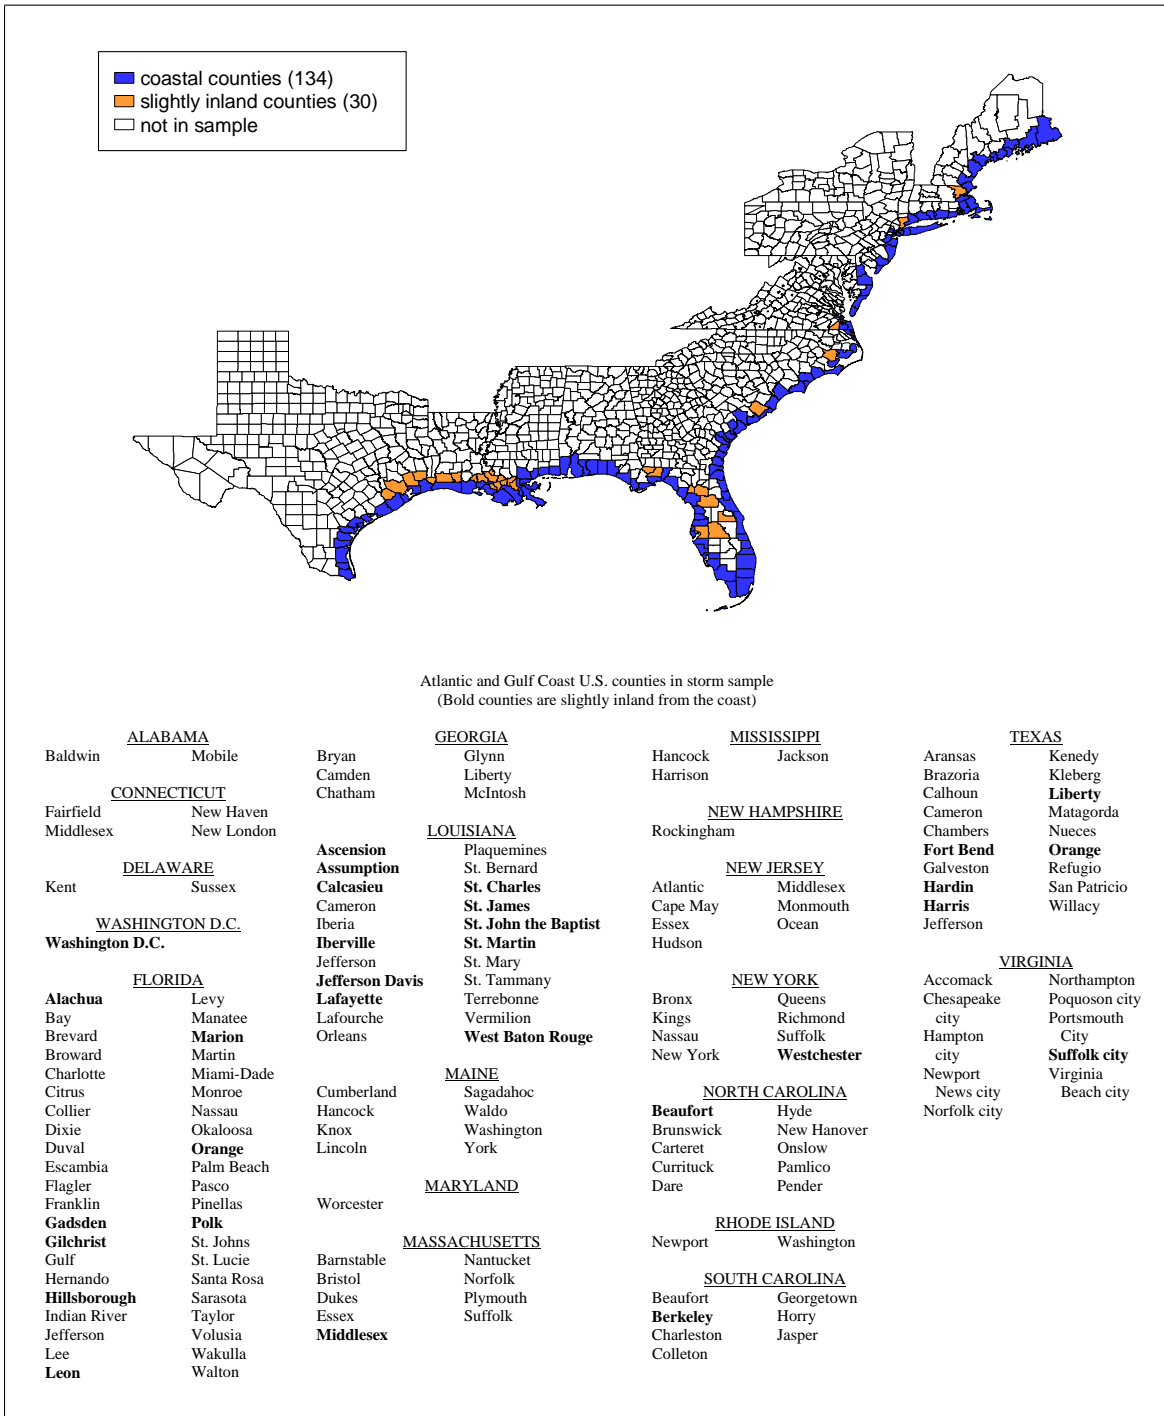 coastal counties (134)
slightly inland counties (30)
not in sample
Atlantic and Gulf Coast U.S. counties in storm sample
(Bold counties are slightly inland from the coast)
ALABAMA
Baldwin Mobile
CONNECTICUT
Fairfield New Haven
Middlesex New London
DELAWARE
Kent Sussex
WASHINGTON D.C.
Washington D.C.
FLORIDA
Alachua Levy
Bay Manatee
Brevard Marion
Broward Martin
Charlotte Miami-Dade
Citrus Monroe
Collier Nassau
Dixie Okaloosa
Duval Orange
Escambia Palm Beach
Flagler Pasco
Franklin Pinellas
Gadsden Polk
Gilchrist St. Johns
Gulf St. Lucie
Hernando Santa Rosa
Hillsborough Sarasota
Indian River Taylor
Jefferson Volusia
Lee Wakulla
Leon Walton
GEORGIA
Bryan Glynn
Camden Liberty
Chatham McIntosh
LOUISIANA
Ascension Plaquemines
Assumption St. Bernard
Calcasieu St. Charles
Cameron St. James
Iberia St. John the Baptist
Iberville St. Martin
Jefferson St. Mary
Jefferson Davis St. Tammany
Lafayette Terrebonne
Lafourche Vermilion
Orleans West Baton Rouge
MAINE
Cumberland Sagadahoc
Hancock Waldo
Knox Washington
Lincoln York
MARYLAND
Worcester
MASSACHUSETTS
Barnstable Nantucket
Bristol Norfolk
Dukes Plymouth
Essex Suffolk
Middlesex
MISSISSIPPI
Hancock Jackson
Harrison
NEW HAMPSHIRE
Rockingham
NEW JERSEY
Atlantic Middlesex
Cape May Monmouth
Essex Ocean
Hudson
NEW YORK
Bronx Queens
Kings Richmond
Nassau Suffolk
New York Westchester
NORTH CAROLINA
Beaufort Hyde
Brunswick New Hanover
Carteret Onslow
Currituck Pamlico
Dare Pender
RHODE ISLAND
Newport Washington
SOUTH CAROLINA
Beaufort Georgetown
Berkeley Horry
Charleston Jasper
Colleton
TEXAS
Aransas Kenedy
Brazoria Kleberg
Calhoun Liberty
Cameron Matagorda
Chambers Nueces
Fort Bend Orange
Galveston Refugio
Hardin San Patricio
Harris Willacy
Jefferson
VIRGINIA
Accomack Northampton
Chesapeake Poquoson city
city Portsmouth
Hampton City
city Suffolk city
Newport Virginia
News city Beach city
Norfolk city